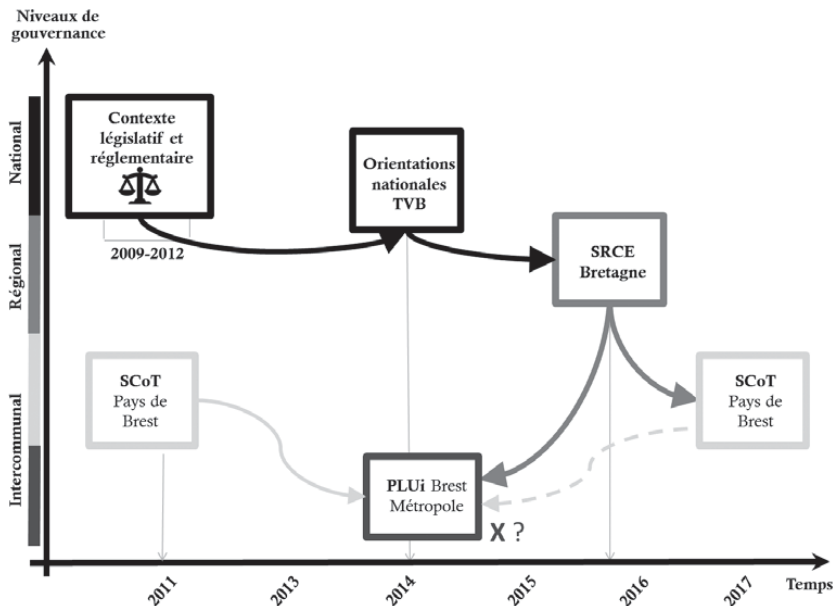 Niveaux de
gouvernance
National
Régional
Intercommunal
Contexte
législatif et
réglementaire
2009-2012
Orientations
nationales
TVB
SRCE
Bretagne
SCoT
Pays de
Brest
SCoT
Pays de
Brest
PLUi Brest
Métropole
X ?
2011
2013
2014
2015
2016
2017
Temps